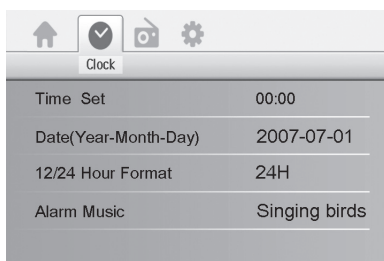 Clock
Time Set 00:00
Date(Year-Month-Day) 2007-07-01
12/24 Hour Format 24H
Alarm Music Singing birds